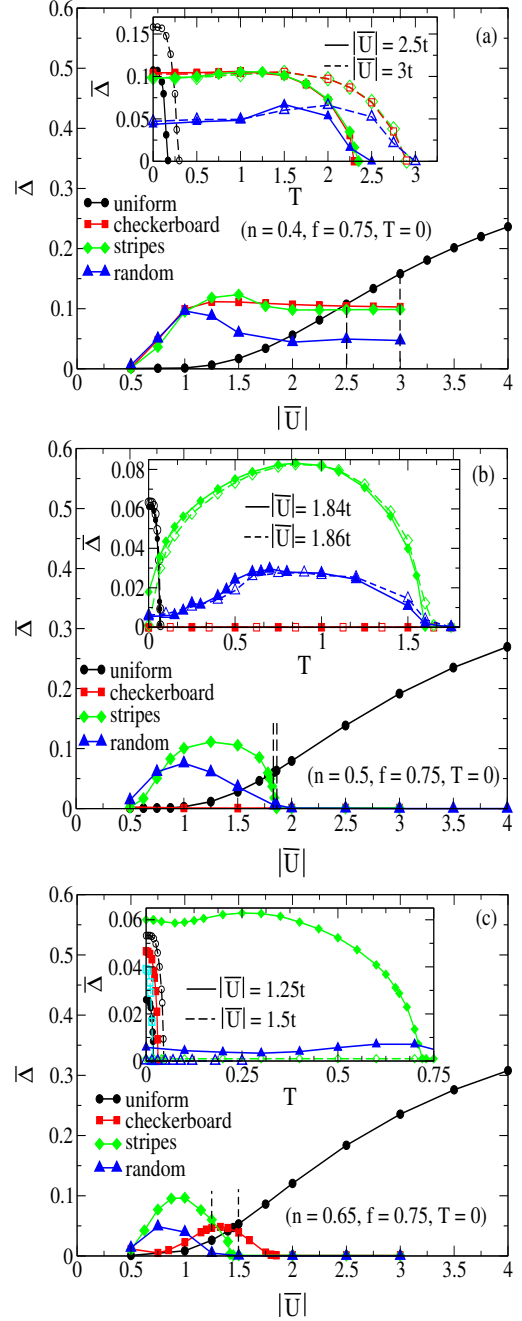 (a)
0.15
0.1
0.05
0
Δ̅
|U̅| = 2.5t
|U̅| = 3t
0 0.5 1 1.5 2 2.5 3
T
0.6
0.5
0.4
0.3
0.2
0.1
0
Δ̅
uniform
checkerboard
stripes
random
(n = 0.4, f = 0.75, T = 0)
0 0.5 1 1.5 2 2.5 3 3.5 4
|U̅|
(b)
0.08
0.06
0.04
0.02
0
Δ̅
|U̅| = 1.84t
|U̅| = 1.86t
0 0.5 1 1.5
T
0.6
0.5
0.4
0.3
0.2
0.1
0
Δ̅
uniform
checkerboard
stripes
random
(n = 0.5, f = 0.75, T = 0)
0 0.5 1 1.5 2 2.5 3 3.5 4
|U̅|
(c)
0.06
0.04
0.02
0
Δ̅
|U̅| = 1.25t
|U̅| = 1.5t
0 0.25 0.5 0.75
T
0.6
0.5
0.4
0.3
0.2
0.1
0
Δ̅
uniform
checkerboard
stripes
random
(n = 0.65, f = 0.75, T = 0)
0 0.5 1 1.5 2 2.5 3 3.5 4
|U̅|